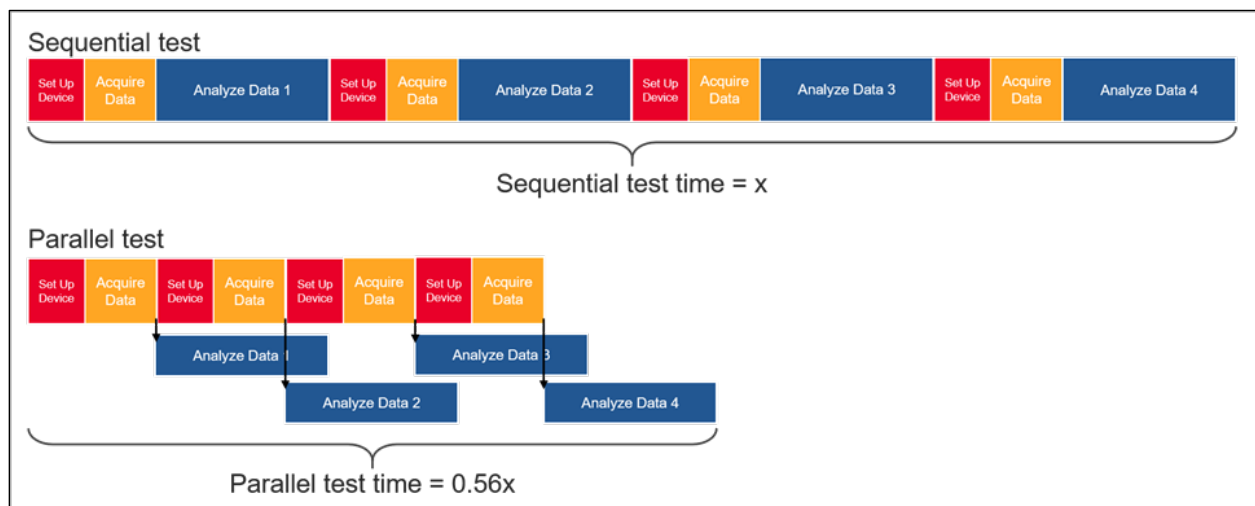 Sequential test
Set Up
Device
Acquire
Data
Analyze Data 1
Set Up
Device
Acquire
Data
Analyze Data 2
Set Up
Device
Acquire
Data
Analyze Data 3
Set Up
Device
Acquire
Data
Analyze Data 4
Sequential test time = x
Parallel test
Set Up
Device
Acquire
Data
Set Up
Device
Acquire
Data
Set Up
Device
Acquire
Data
Set Up
Device
Acquire
Data
Analyze Data 1
Analyze Data 3
Analyze Data 2
Analyze Data 4
Parallel test time = 0.56x